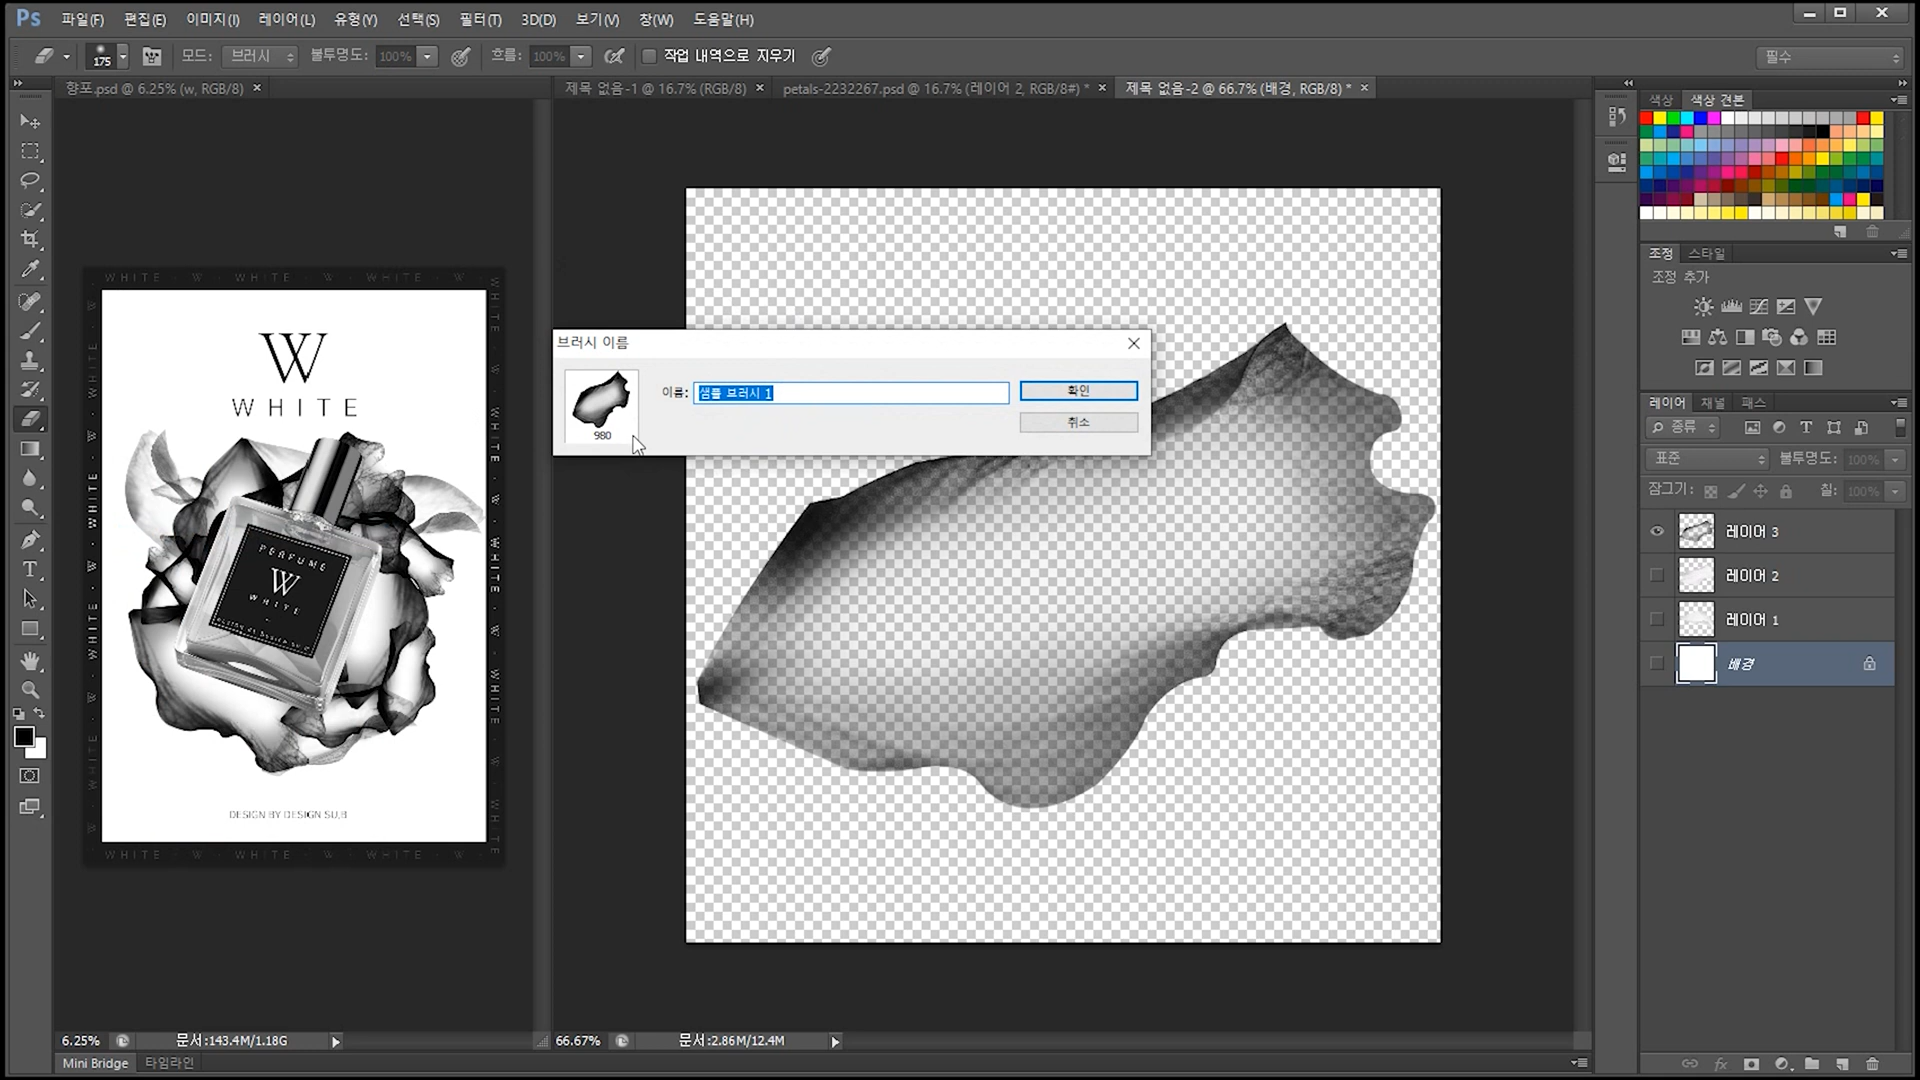 Ps 파일(F) 편집(E) 이미지(I) 레이어(L) 유형(Y) 선택(S) 필터(T) 3D(D) 보기(V) 창(W) 도움말(H)
175 모드: 브러시 불투명도: 100% 흐름: 100% 작업 내역으로 지우기 필수
향포.psd @ 6.25% (w, RGB/8) × 제목 없음-1 @ 16.7% (RGB/8) × petals-2232267.psd @ 16.7% (레이어 2, RGB/8#) * × 제목 없음-2 @ 66.7% (배경, RGB/8) * ×
색상 색상 견본
조정 스타일
조정 추가
WHITE · W · WHITE · W · WHITE · W ·
W
WHITE
PERFUME
W
WHITE
DESIGN BY DESIGN SU,B
WHITE · W · WHITE · W · WHITE · W ·
브러시 이름
이름: 샘플 브러시 1 확인
취소
980
레이어 채널 패스
종류
표준 불투명도: 100%
잠그기: 칠: 100%
레이어 3
레이어 2
레이어 1
배경
fx
6.25% 문서:143.4M/1.18G 66.67% 문서:2.86M/12.4M
Mini Bridge 타임라인